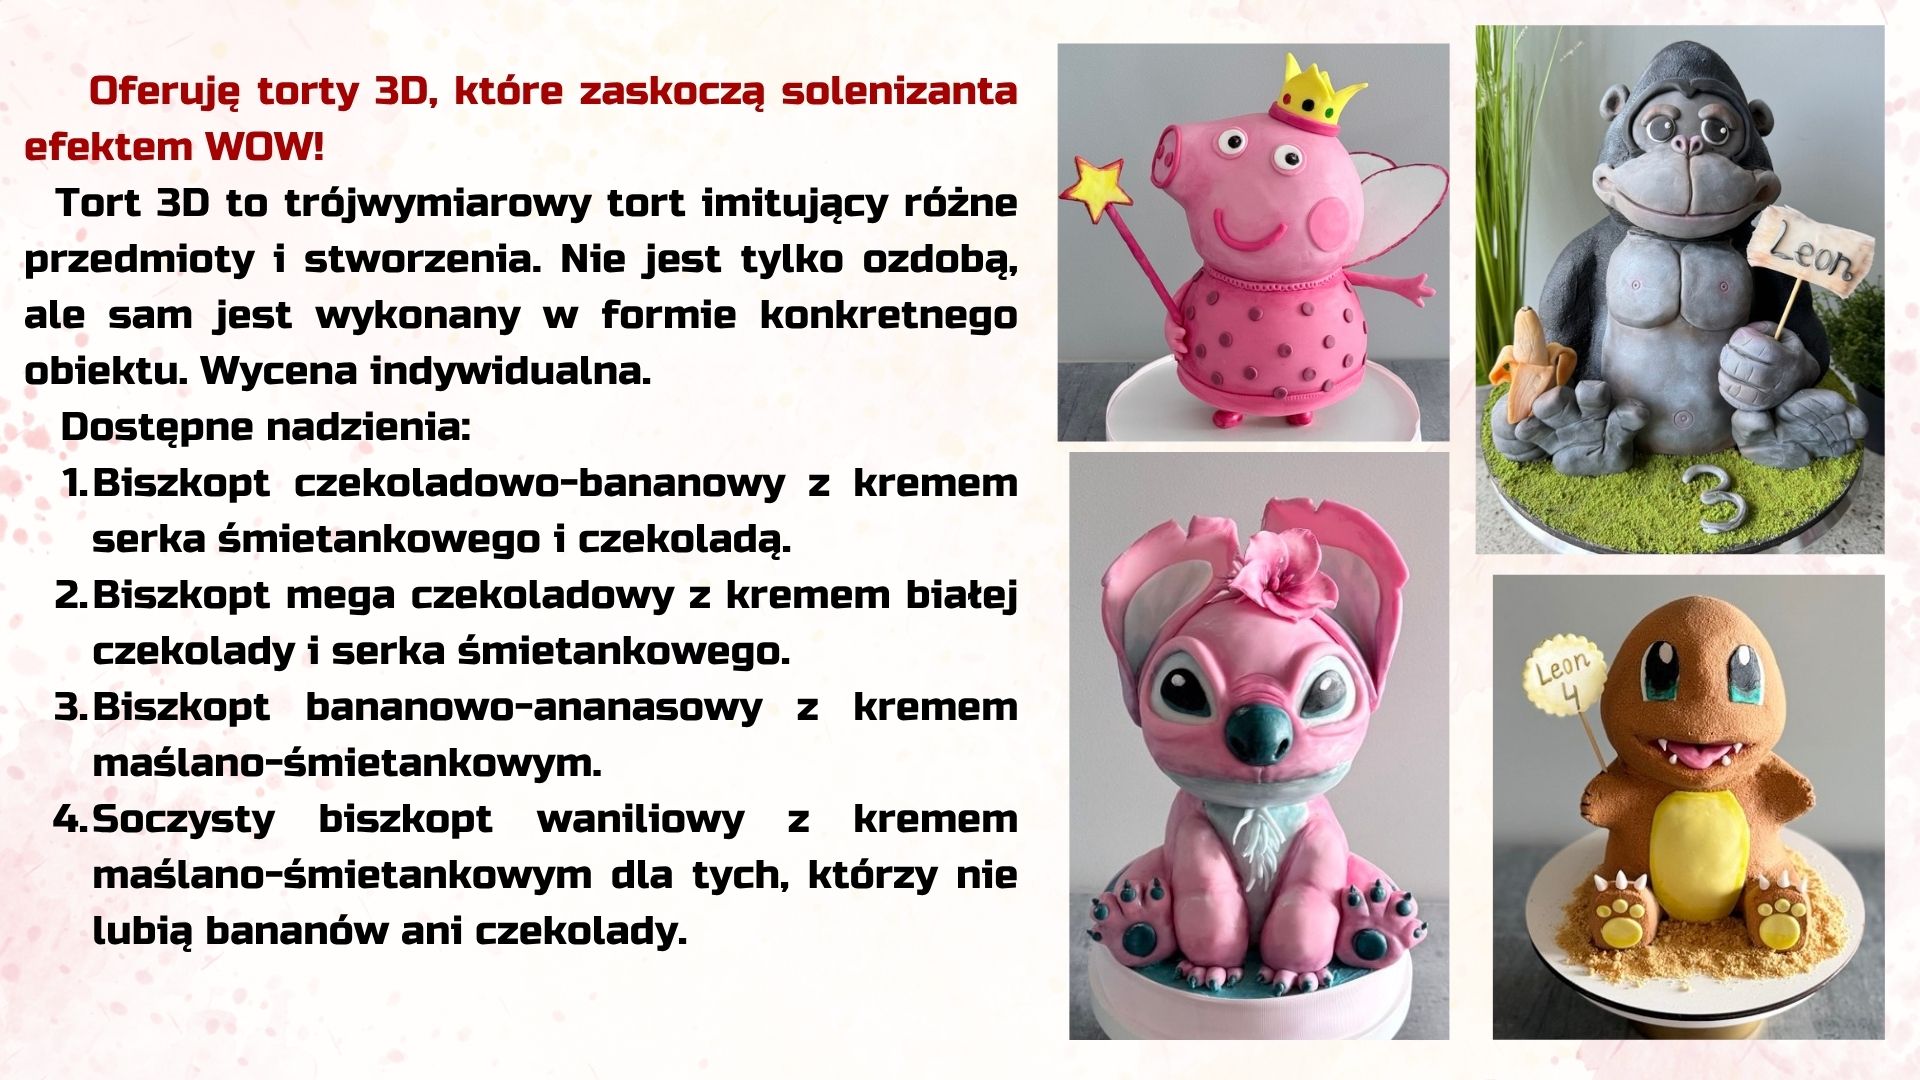 Oferuję torty 3D, które zaskoczą solenizanta
efektem WOW!
Tort 3D to trójwymiarowy tort imitujący różne
przedmioty i stworzenia. Nie jest tylko ozdobą,
ale sam jest wykonany w formie konkretnego
obiektu. Wycena indywidualna.
Dostępne nadzienia:
1. Biszkopt czekoladowo-bananowy z kremem
serka śmietankowego i czekoladą.
2. Biszkopt mega czekoladowy z kremem białej
czekolady i serka śmietankowego.
3. Biszkopt bananowo-ananasowy z kremem
maślano-śmietankowym.
4. Soczysty biszkopt waniliowy z kremem
maślano-śmietankowym dla tych, którzy nie
lubią bananów ani czekolady.
Leon
3
Leon
4